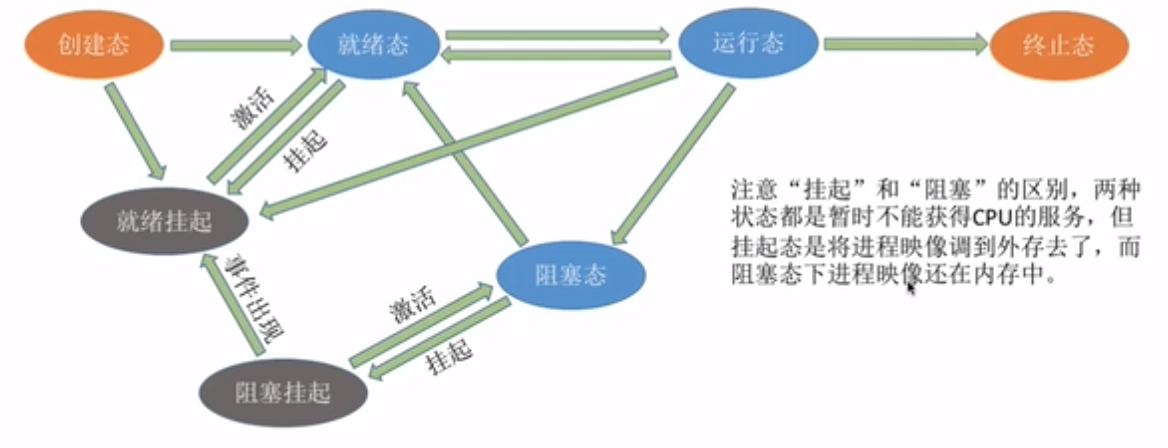 创建态
就绪态
运行态
终止态
激活
挂起
就绪挂起
注意“挂起”和“阻塞”的区别，两种
状态都是暂时不能获得CPU的服务，但
挂起态是将进程映像调到外存去了，而
阻塞态下进程映像还在内存中。
事件出现
阻塞态
激活
挂起
阻塞挂起